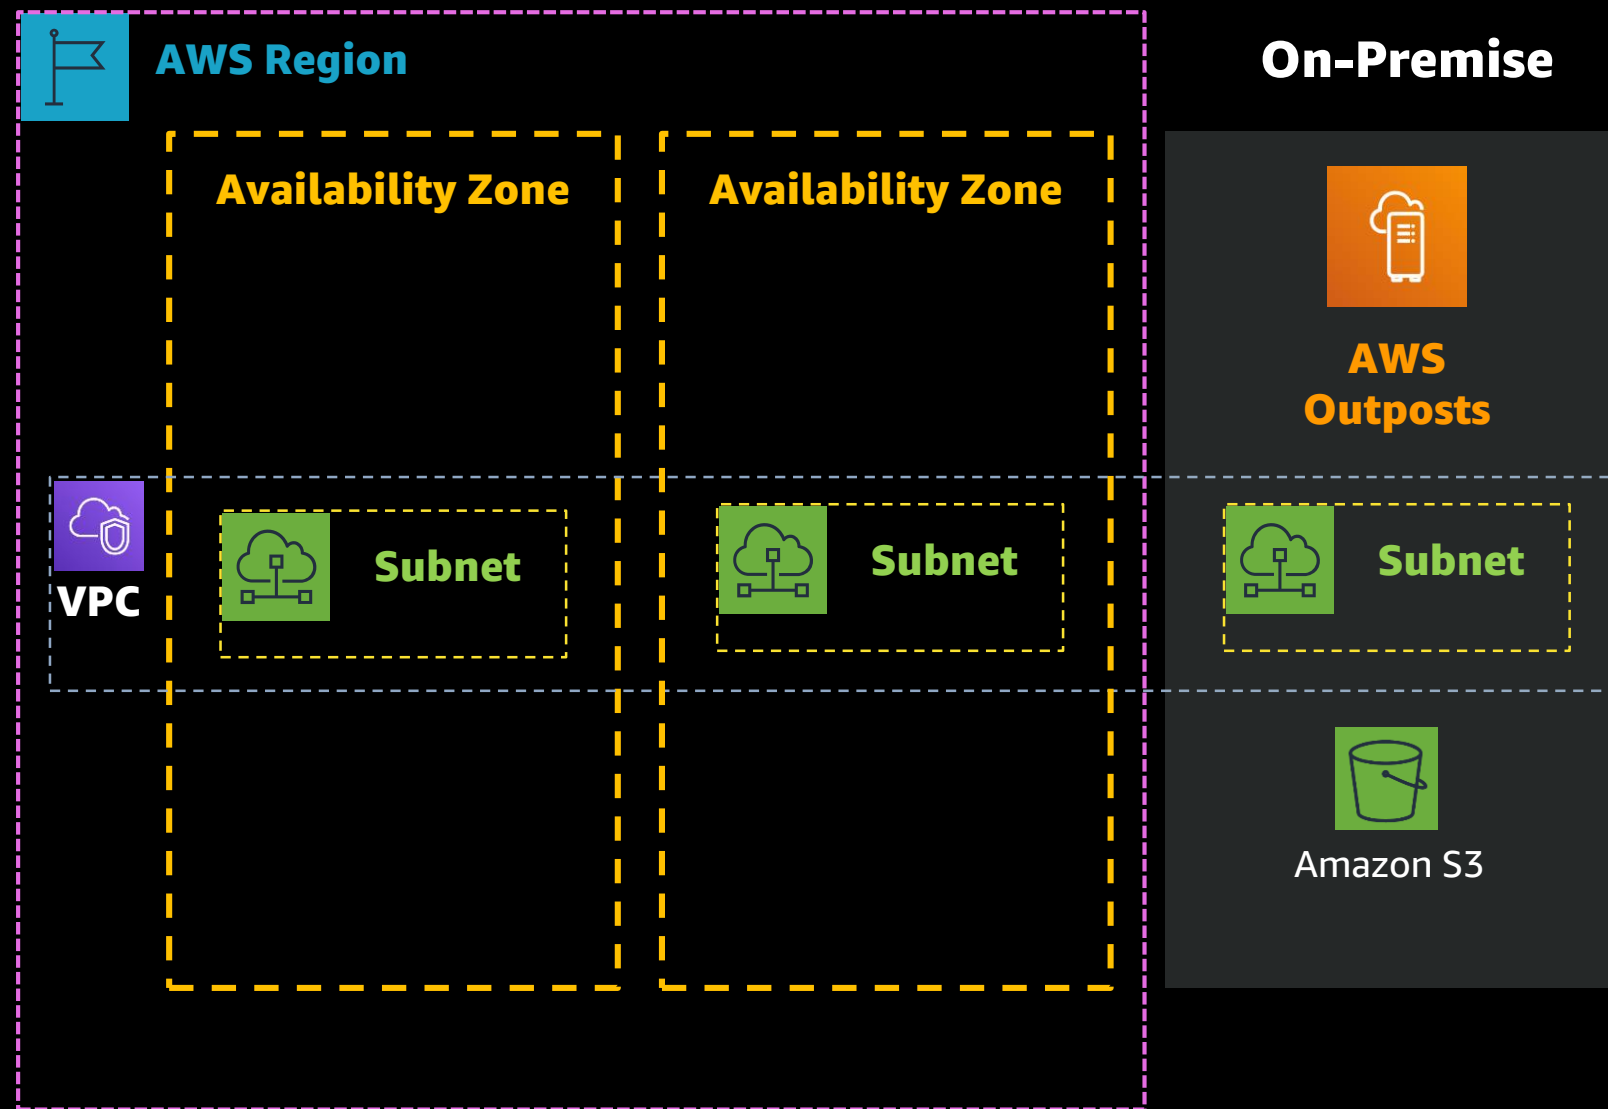 AWS Region
On-Premise
Availability Zone
Availability Zone
AWS
Outposts
VPC
Subnet
Subnet
Subnet
Amazon S3